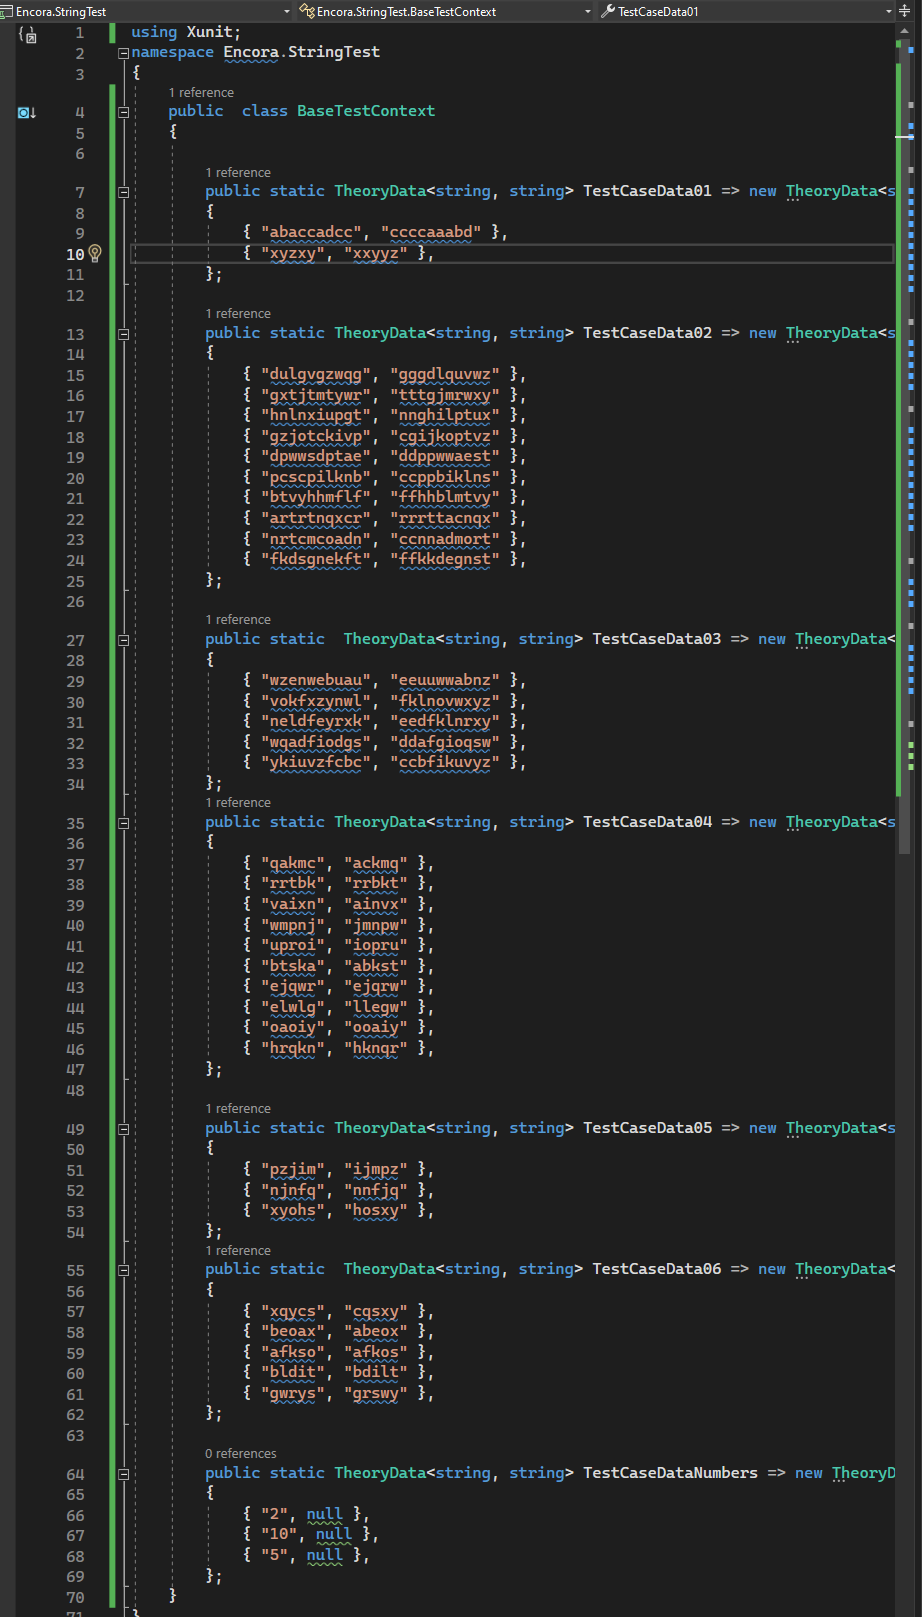 Encora.StringTest Encora.StringTest.BaseTestContext TestCaseData01
1 using Xunit;
2 namespace Encora.StringTest
3 {
1 reference
4 public class BaseTestContext
5 {
6
1 reference
7 public static TheoryData<string, string> TestCaseData01 => new TheoryData<s
8 {
9 { "abaccadcc", "ccccaaabd" },
10 { "xyzxy", "xxyyz" },
11 };
12
1 reference
13 public static TheoryData<string, string> TestCaseData02 => new TheoryData<s
14 {
15 { "dulgvgzwqg", "gggdlquvwz" },
16 { "gxtjtmtywr", "tttgjmrwxy" },
17 { "hnlnxiupgt", "nnghilptux" },
18 { "gzjotckivp", "cgijkoptvz" },
19 { "dpwwsdptae", "ddppwwaest" },
20 { "pcscpilknb", "ccppbiklns" },
21 { "btvyhhmflf", "ffhhblmtvy" },
22 { "artrtnqxcr", "rrrttacnqx" },
23 { "nrtcmcoadn", "ccnnadmort" },
24 { "fkdsgnekft", "ffkkdegnst" },
25 };
26
1 reference
27 public static TheoryData<string, string> TestCaseData03 => new TheoryData<
28 {
29 { "wzenwebuau", "eeuuwwabnz" },
30 { "vokfxzynwl", "fklnovwxyz" },
31 { "neldfeyrxk", "eedfklnrxy" },
32 { "wqadfiodgs", "ddafgioqsw" },
33 { "ykiuvzfcbc", "ccbfikuvyz" },
34 };
1 reference
35 public static TheoryData<string, string> TestCaseData04 => new TheoryData<s
36 {
37 { "qakmc", "ackmq" },
38 { "rrtbk", "rrbkt" },
39 { "vaixn", "ainvx" },
40 { "wmpnj", "jmnpw" },
41 { "uproi", "iopru" },
42 { "btska", "abkst" },
43 { "ejqwr", "ejqrw" },
44 { "elwlg", "llegw" },
45 { "oaoiy", "ooaiy" },
46 { "hrqkn", "hknqr" },
47 };
48
1 reference
49 public static TheoryData<string, string> TestCaseData05 => new TheoryData<s
50 {
51 { "pzjim", "ijmpz" },
52 { "njnfq", "nnfjq" },
53 { "xyohs", "hosxy" },
54 };
1 reference
55 public static TheoryData<string, string> TestCaseData06 => new TheoryData<
56 {
57 { "xqycs", "cqsxy" },
58 { "beoax", "abeox" },
59 { "afkso", "afkos" },
60 { "bldit", "bdilt" },
61 { "gwrys", "grswy" },
62 };
63
0 references
64 public static TheoryData<string, string> TestCaseDataNumbers => new TheoryD
65 {
66 { "2", null },
67 { "10", null },
68 { "5", null },
69 };
70 }
71 }